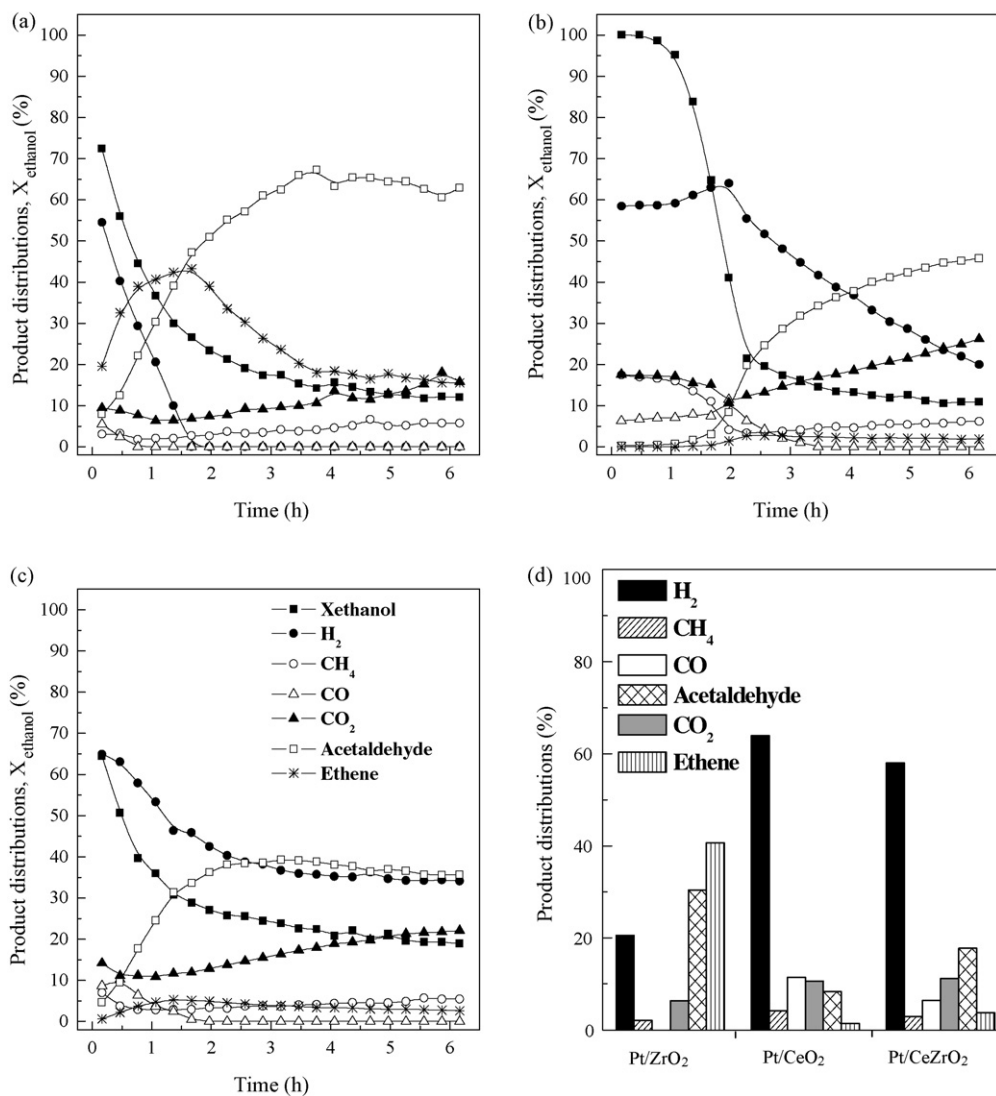 (a)
100
90
80
70
60
50
40
30
20
10
0
Product distributions, X_ethanol (%)
0 1 2 3 4 5 6
Time (h)
(b)
100
90
80
70
60
50
40
30
20
10
0
Product distributions, X_ethanol (%)
0 1 2 3 4 5 6
Time (h)
(c)
100
90
80
70
60
50
40
30
20
10
0
Product distributions, X_ethanol (%)
Xethanol
H₂
CH₄
CO
CO₂
Acetaldehyde
Ethene
0 1 2 3 4 5 6
Time (h)
(d)
100
80
60
40
20
0
Product distributions (%)
H₂
CH₄
CO
Acetaldehyde
CO₂
Ethene
Pt/ZrO₂ Pt/CeO₂ Pt/CeZrO₂